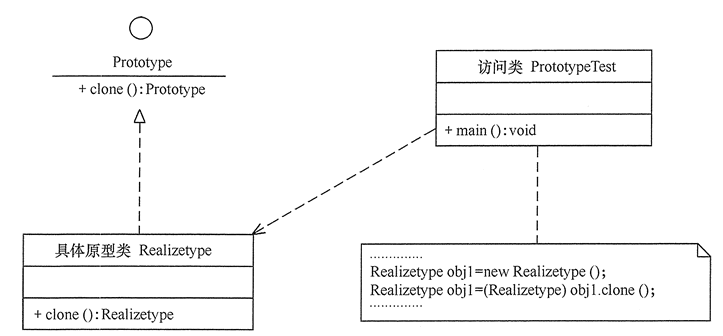 Prototype
+ clone ():Prototype
访问类 PrototypeTest
+ main ():void
具体原型类 Realizetype
+ clone ():Realizetype
..............
Realizetype obj1=new Realizetype ();
Realizetype obj1=(Realizetype) obj1.clone ();
..............